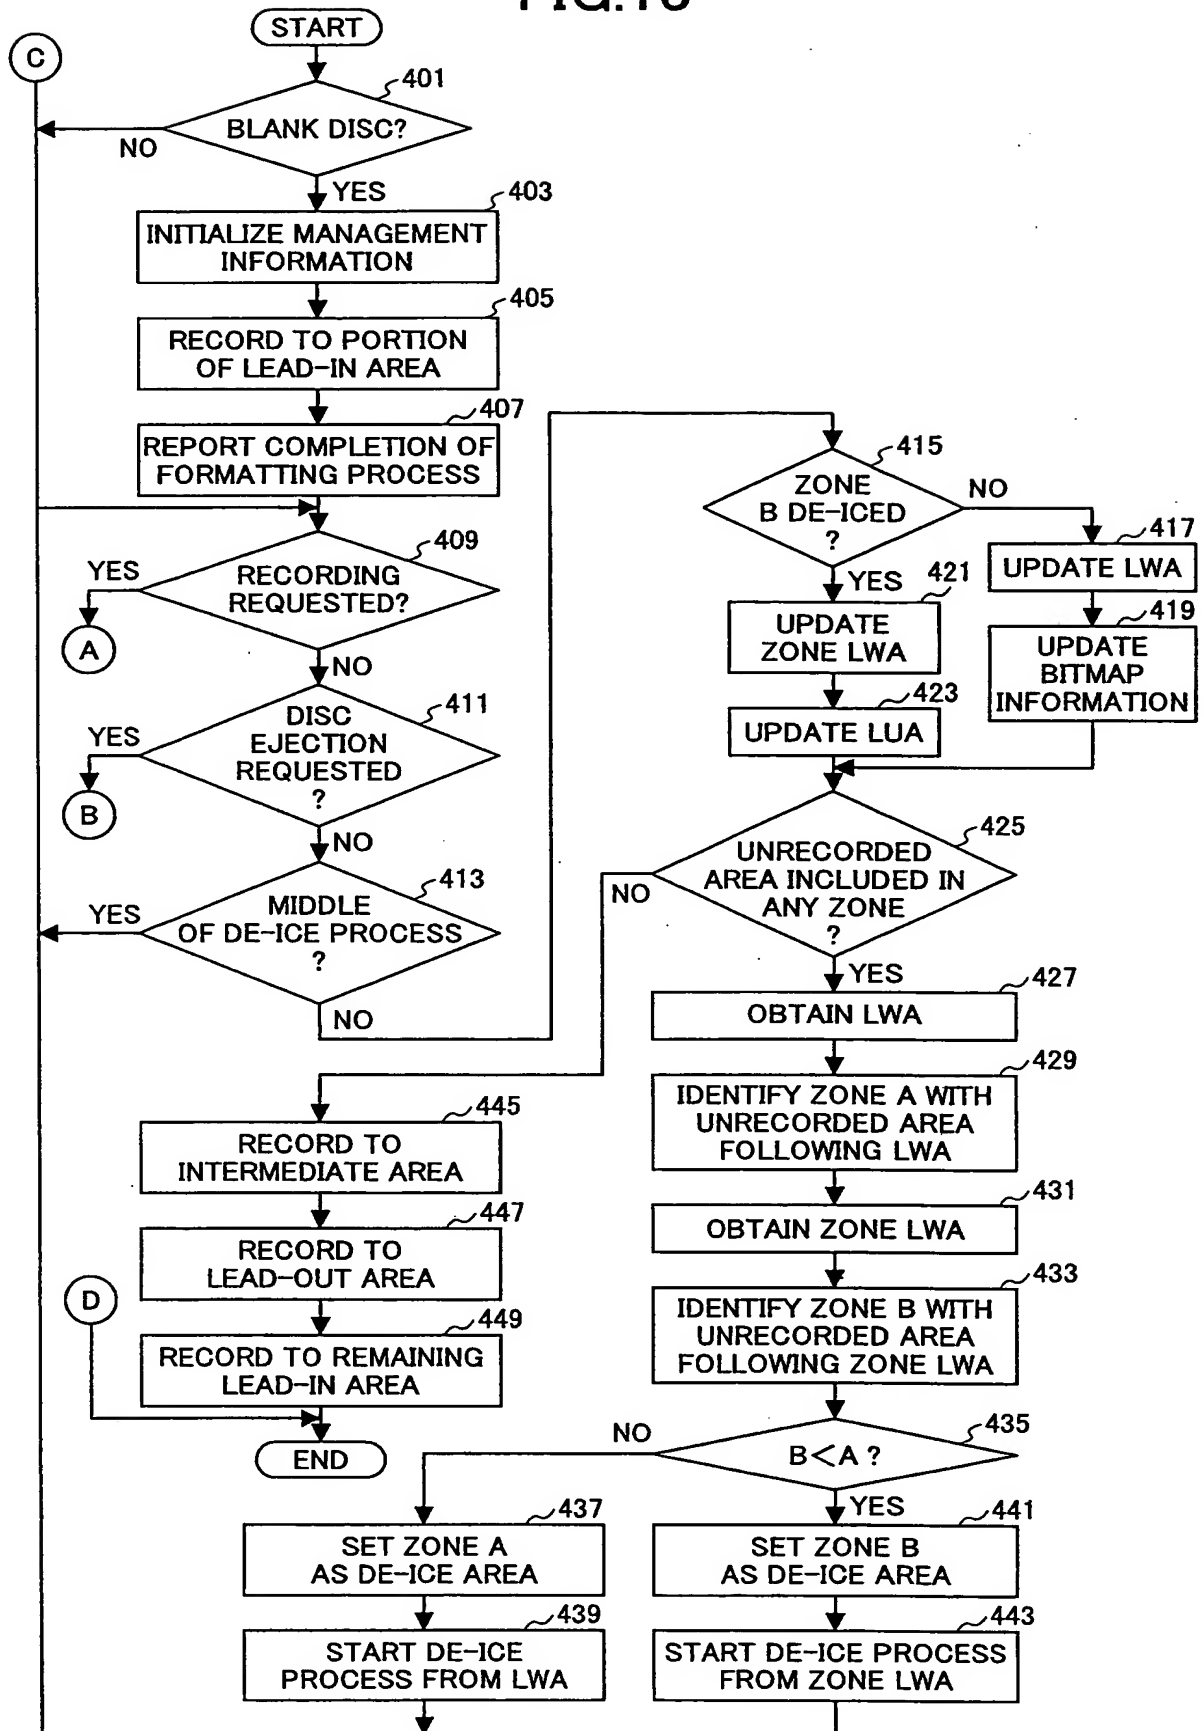 START
C
401
BLANK DISC?
NO
YES
403
INITIALIZE MANAGEMENT
INFORMATION
405
RECORD TO PORTION
OF LEAD-IN AREA
407
REPORT COMPLETION OF
FORMATTING PROCESS
409
YES
RECORDING
REQUESTED?
A
NO
411
DISC
YES
EJECTION
REQUESTED
?
B
NO
413
YES
MIDDLE
OF DE-ICE PROCESS
?
NO
415
ZONE
B DE-ICED
?
NO
417
UPDATE LWA
YES
421
419
UPDATE
ZONE LWA
UPDATE
BITMAP
INFORMATION
423
UPDATE LUA
425
UNRECORDED
AREA INCLUDED IN
ANY ZONE
?
NO
YES
427
OBTAIN LWA
429
IDENTIFY ZONE A WITH
UNRECORDED AREA
FOLLOWING LWA
431
OBTAIN ZONE LWA
433
IDENTIFY ZONE B WITH
UNRECORDED AREA
FOLLOWING ZONE LWA
445
RECORD TO
INTERMEDIATE AREA
447
RECORD TO
LEAD-OUT AREA
D
449
RECORD TO REMAINING
LEAD-IN AREA
END
435
NO
B<A ?
YES
437
SET ZONE A
AS DE-ICE AREA
439
START DE-ICE
PROCESS FROM LWA
441
SET ZONE B
AS DE-ICE AREA
443
START DE-ICE PROCESS
FROM ZONE LWA